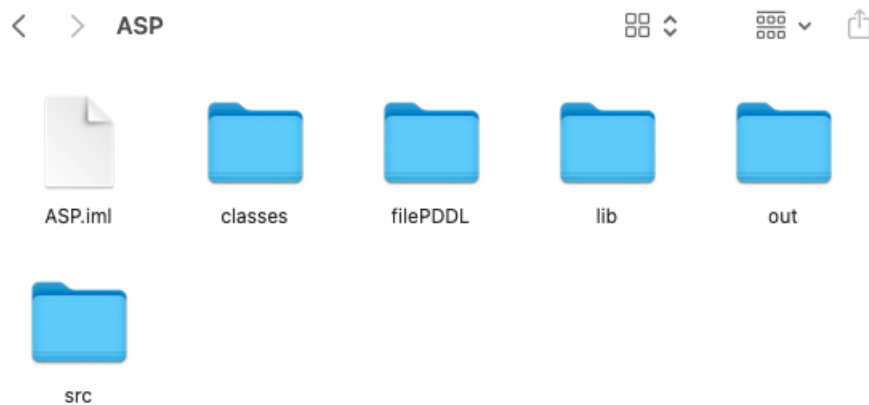 ASP
ASP.iml
classes
filePDDL
lib
out
src